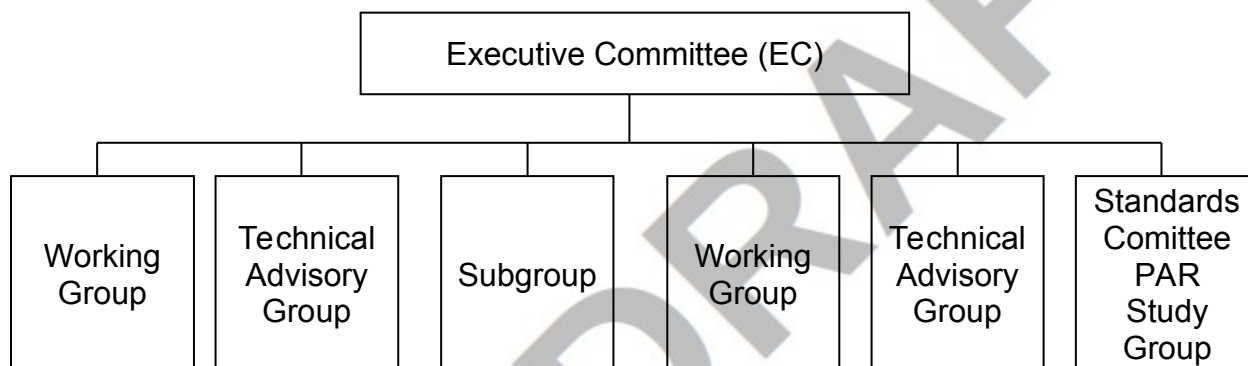 Executive Committee (EC)
Working
Group
Technical
Advisory
Group
Subgroup
Working
Group
Technical
Advisory
Group
Standards
Comittee
PAR
Study
Group
DRAF